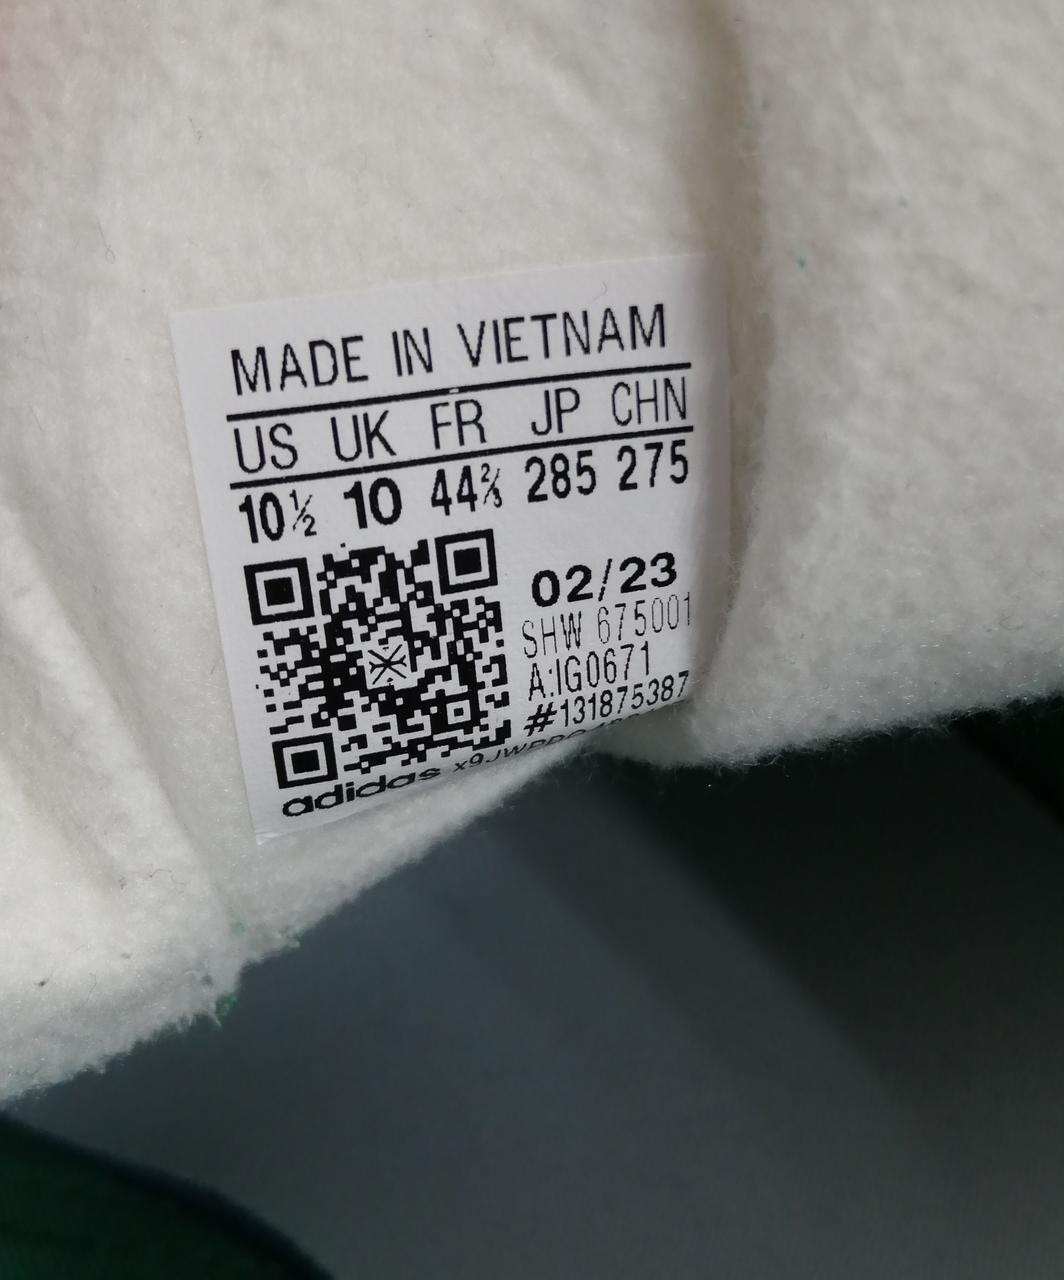 MADE IN VIETNAM
US UK FR JP CHN
10½ 10 44⅔ 285 275
02/23
SHW 675001
A:IG0671
#131875387
adidas